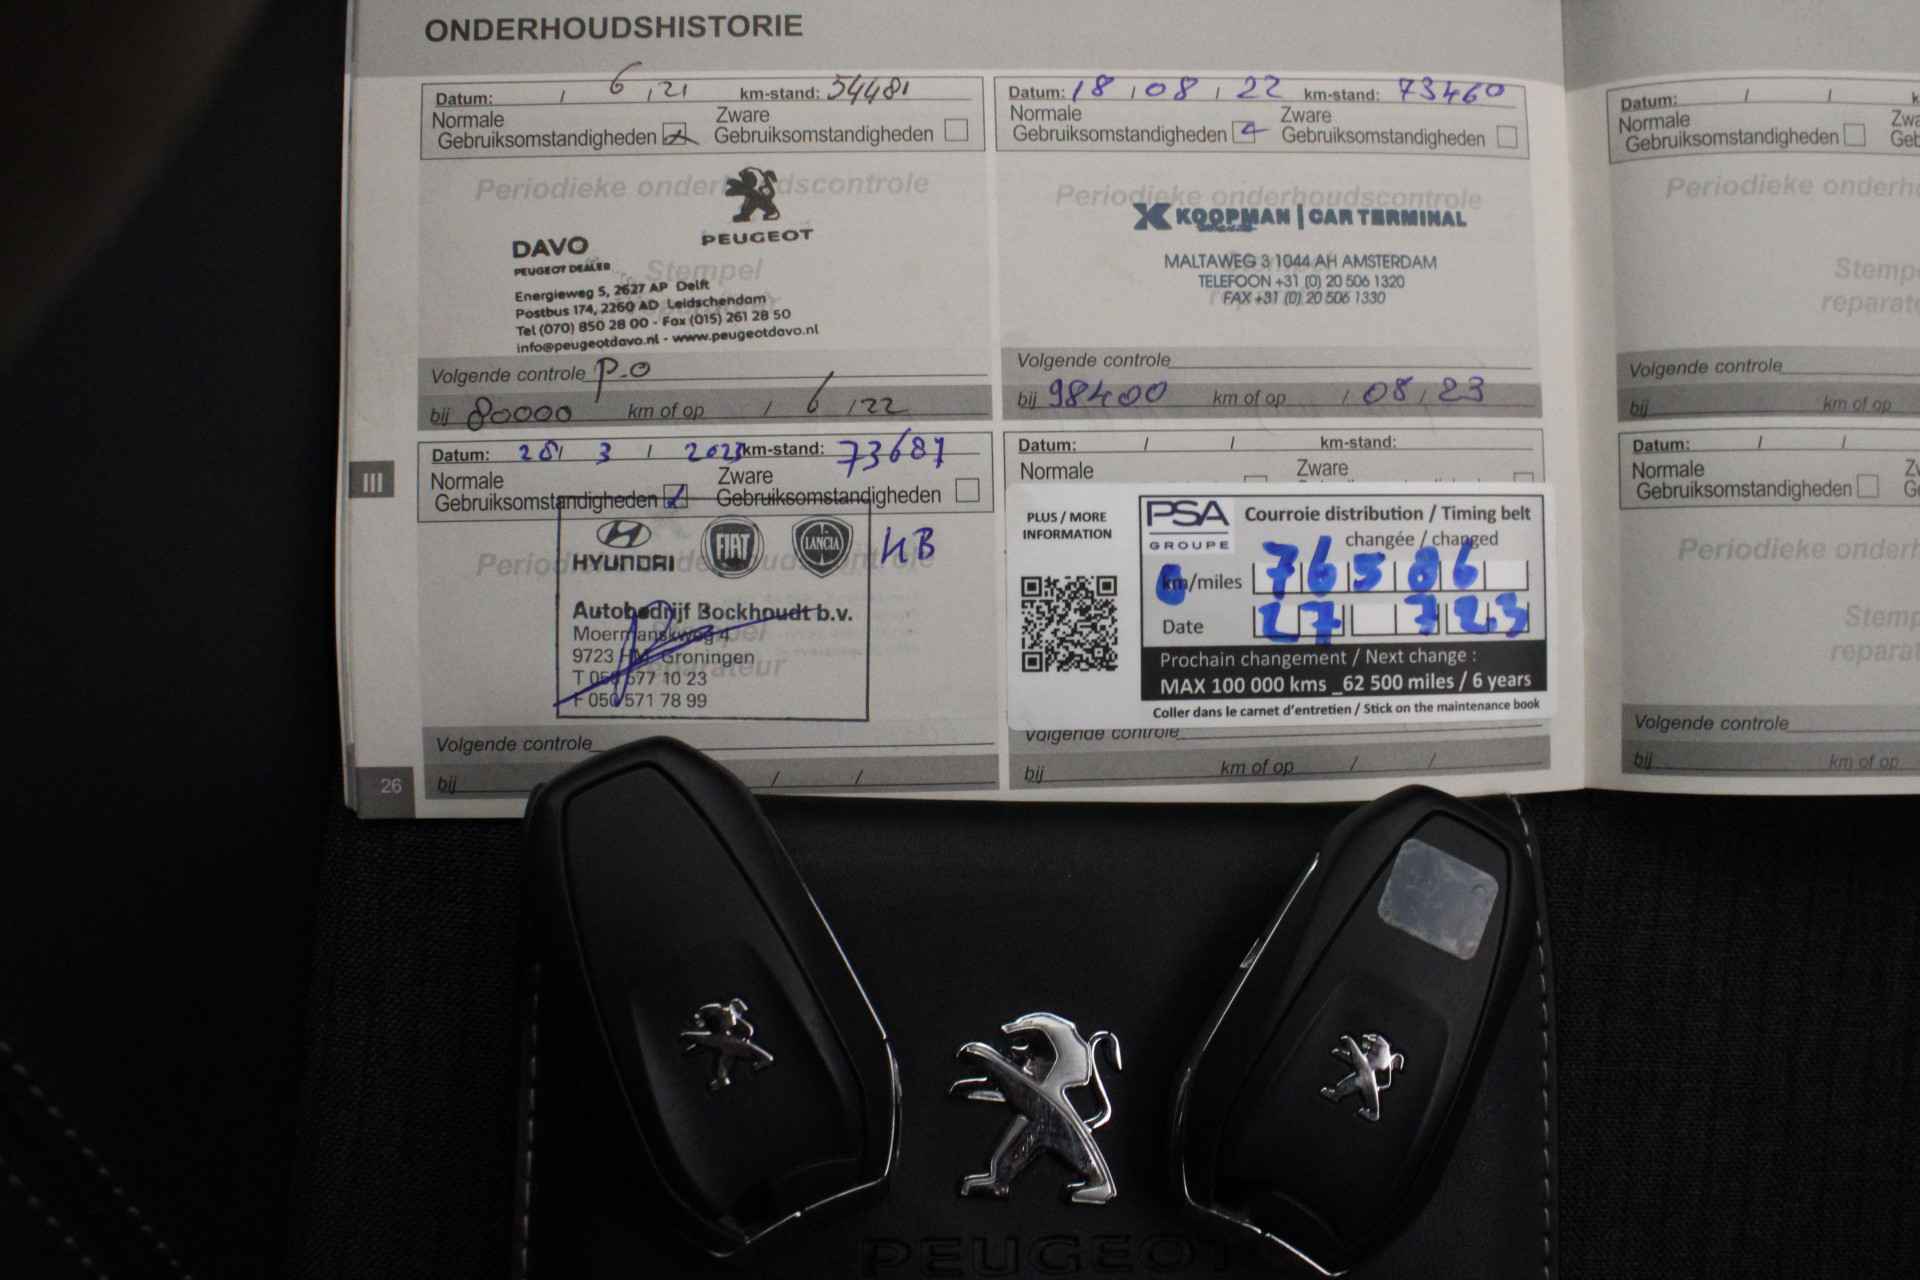 ONDERHOUDSHISTORIE
Datum: / 6 / 21 km-stand: 54481
Normale Gebruiksomstandigheden Zware Gebruiksomstandigheden
Periodieke onderhoudscontrole
PEUGEOT
DAVO
PEUGEOT DEALER
Stempel
Energieweg 5, 2627 AP Delft
Postbus 174, 2260 AD Leidschendam
Tel (070) 850 28 00 - Fax (015) 261 28 50
info@peugeotdavo.nl - www.peugeotdavo.nl
Volgende controle P.O
bij 80000 km of op / 6 / 22
Datum: 18 / 08 / 22 km-stand: 73460
Normale Gebruiksomstandigheden Zware Gebruiksomstandigheden
Periodieke onderhoudscontrole
KOOPMAN | CAR TERMINAL
MALTAWEG 3 1044 AH AMSTERDAM
TELEFOON +31 (0) 20 506 1320
FAX +31 (0) 20 506 1330
Volgende controle
bij 98400 km of op / 08 / 23
Datum: 28 / 3 / 2023 km-stand: 73687
Normale Gebruiksomstandigheden Zware Gebruiksomstandigheden
HYUNDAI FIAT LANCIA HB
Autobedrijf Bockhoudt b.v.
Moermanskweg 4
9723 HM Groningen
T 050 577 10 23
F 050 571 78 99
Volgende controle
bij / /
Datum: / / km-stand:
Normale Zware
PLUS / MORE
INFORMATION
PSA
GROUPE
Courroie distribution / Timing belt
changée / changed
km/miles 76586
Date 27 7 23
Prochain changement / Next change :
MAX 100 000 kms _62 500 miles / 6 years
Coller dans le carnet d'entretien / Stick on the maintenance book
Volgende controle
bij km of op / /
III
26
Datum: / /
Normale
Gebruiksomstandigheden
Periodieke
Volgende controle
bij km of op
Datum: / /
Normale
Gebruiksomstandigheden
Periodieke
Volgende controle
bij km of op
PEUGEOT